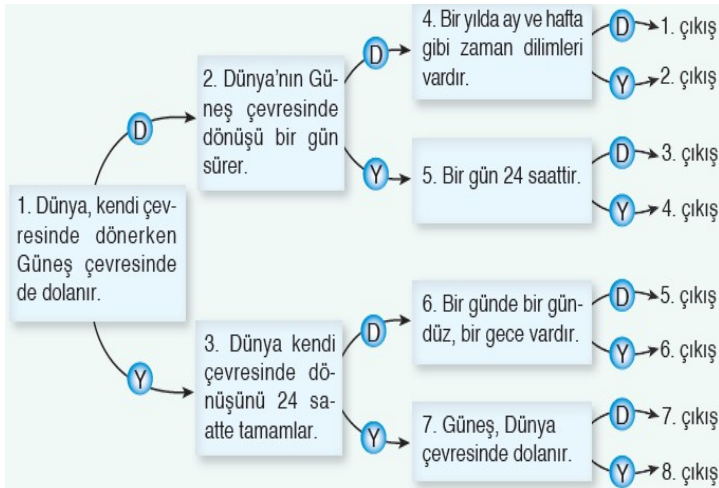 1. Dünya, kendi çev-
resinde dönerken
Güneş çevresinde
de dolanır.
D
Y
2. Dünya'nın Gü-
neş çevresinde
dönüşü bir gün
sürer.
D
Y
3. Dünya kendi
çevresinde dö-
nüşünü 24 sa-
atte tamamlar.
D
Y
4. Bir yılda ay ve hafta
gibi zaman dilimleri
vardır.
D
1. çıkış
Y
2. çıkış
5. Bir gün 24 saattir.
D
3. çıkış
Y
4. çıkış
6. Bir günde bir gün-
düz, bir gece vardır.
D
5. çıkış
Y
6. çıkış
7. Güneş, Dünya
çevresinde dolanır.
D
7. çıkış
Y
8. çıkış